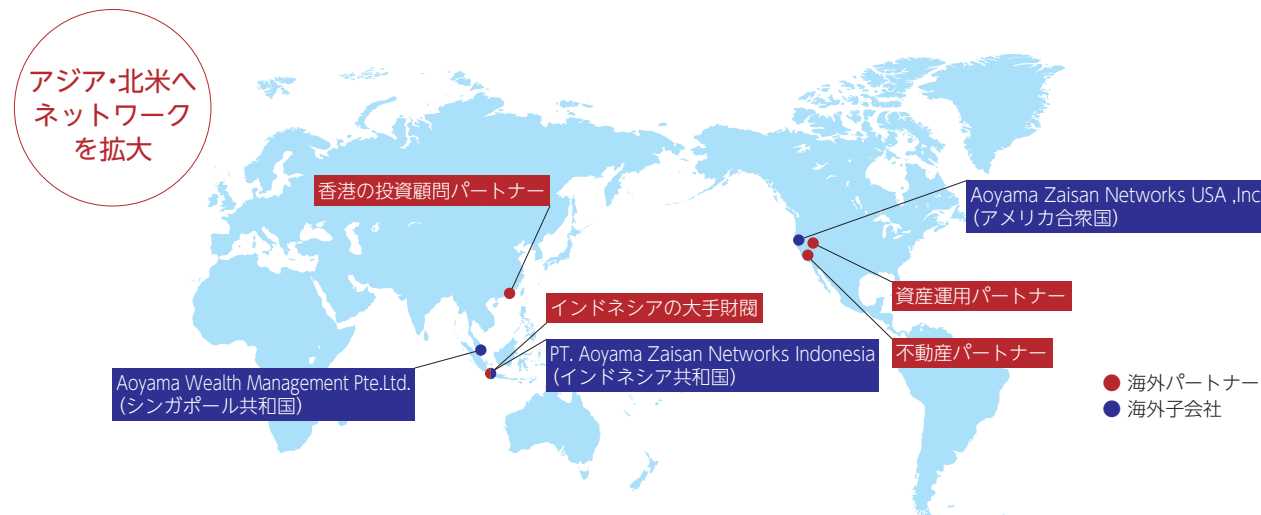 アジア・北米へ
ネットワーク
を拡大
香港の投資顧問パートナー
Aoyama Zaisan Networks USA ,Inc
(アメリカ合衆国)
資産運用パートナー
インドネシアの大手財閥
不動産パートナー
PT. Aoyama Zaisan Networks Indonesia
(インドネシア共和国)
Aoyama Wealth Management Pte.Ltd.
(シンガポール共和国)
海外パートナー
海外子会社